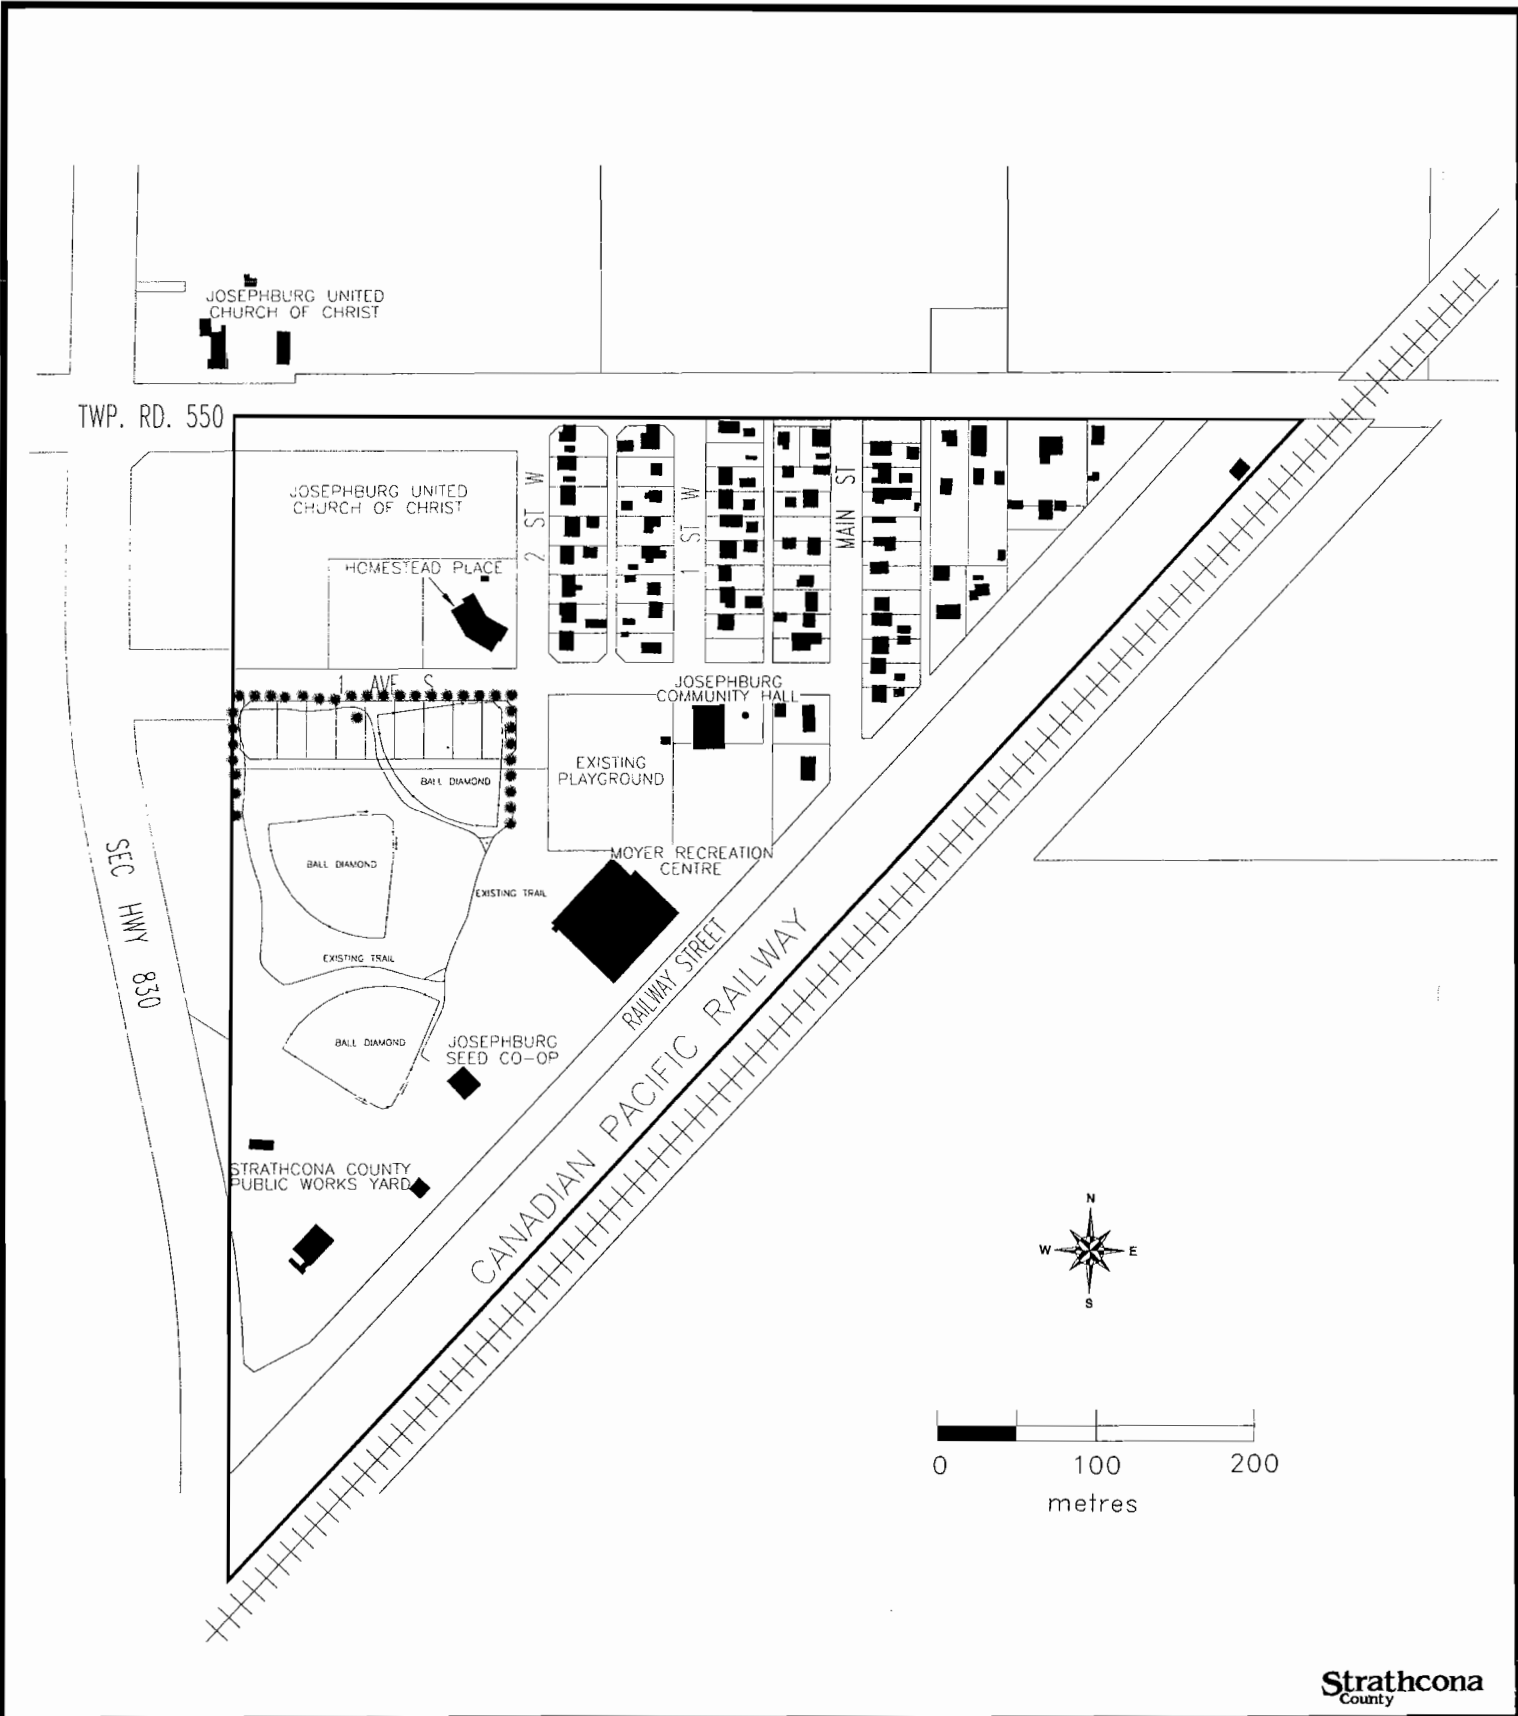 JOSEPHBURG UNITED
CHURCH OF CHRIST
TWP. RD. 550
JOSEPHBURG UNITED
CHURCH OF CHRIST
HOMESTEAD PLACE
2 ST W
1 ST W
MAIN ST
1 AVE S
JOSEPHBURG
COMMUNITY HALL
EXISTING
PLAYGROUND
BALL DIAMOND
BALL DIAMOND
MOYER RECREATION
CENTRE
EXISTING TRAIL
SEC HWY 830
EXISTING TRAIL
RAILWAY STREET
CANADIAN PACIFIC RAILWAY
BALL DIAMOND
JOSEPHBURG
SEED CO-OP
STRATHCONA COUNTY
PUBLIC WORKS YARD
N
W E
S
0 100 200
metres
Strathcona
County